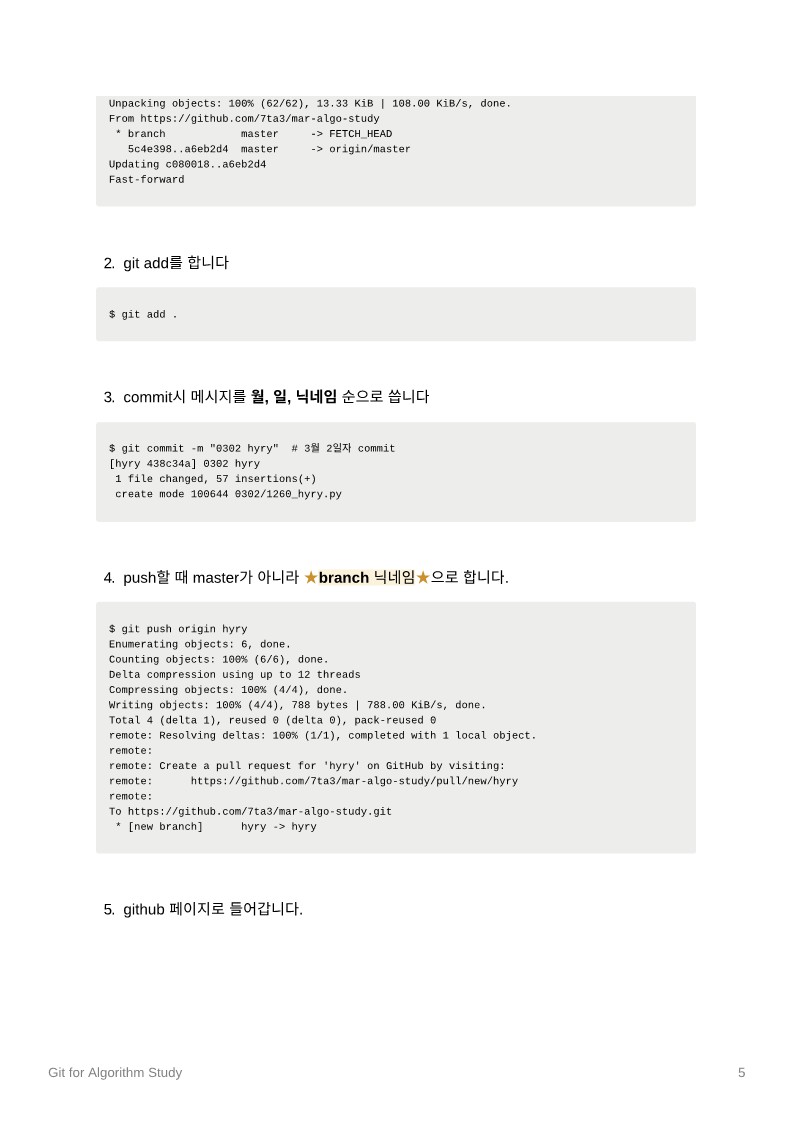 Unpacking objects: 100% (62/62), 13.33 KiB | 108.00 KiB/s, done.
From https://github.com/7ta3/mar-algo-study
 * branch            master     -> FETCH_HEAD
   5c4e398..a6eb2d4  master     -> origin/master
Updating c080018..a6eb2d4
Fast-forward
2. git add를 합니다
$ git add .
3. commit시 메시지를 월, 일, 닉네임 순으로 씁니다
$ git commit -m "0302 hyry"  # 3월 2일자 commit
[hyry 438c34a] 0302 hyry
 1 file changed, 57 insertions(+)
 create mode 100644 0302/1260_hyry.py
4. push할 때 master가 아니라 ★branch 닉네임★으로 합니다.
$ git push origin hyry
Enumerating objects: 6, done.
Counting objects: 100% (6/6), done.
Delta compression using up to 12 threads
Compressing objects: 100% (4/4), done.
Writing objects: 100% (4/4), 788 bytes | 788.00 KiB/s, done.
Total 4 (delta 1), reused 0 (delta 0), pack-reused 0
remote: Resolving deltas: 100% (1/1), completed with 1 local object.
remote:
remote: Create a pull request for 'hyry' on GitHub by visiting:
remote:      https://github.com/7ta3/mar-algo-study/pull/new/hyry
remote:
To https://github.com/7ta3/mar-algo-study.git
 * [new branch]      hyry -> hyry
5. github 페이지로 들어갑니다.
Git for Algorithm Study 5